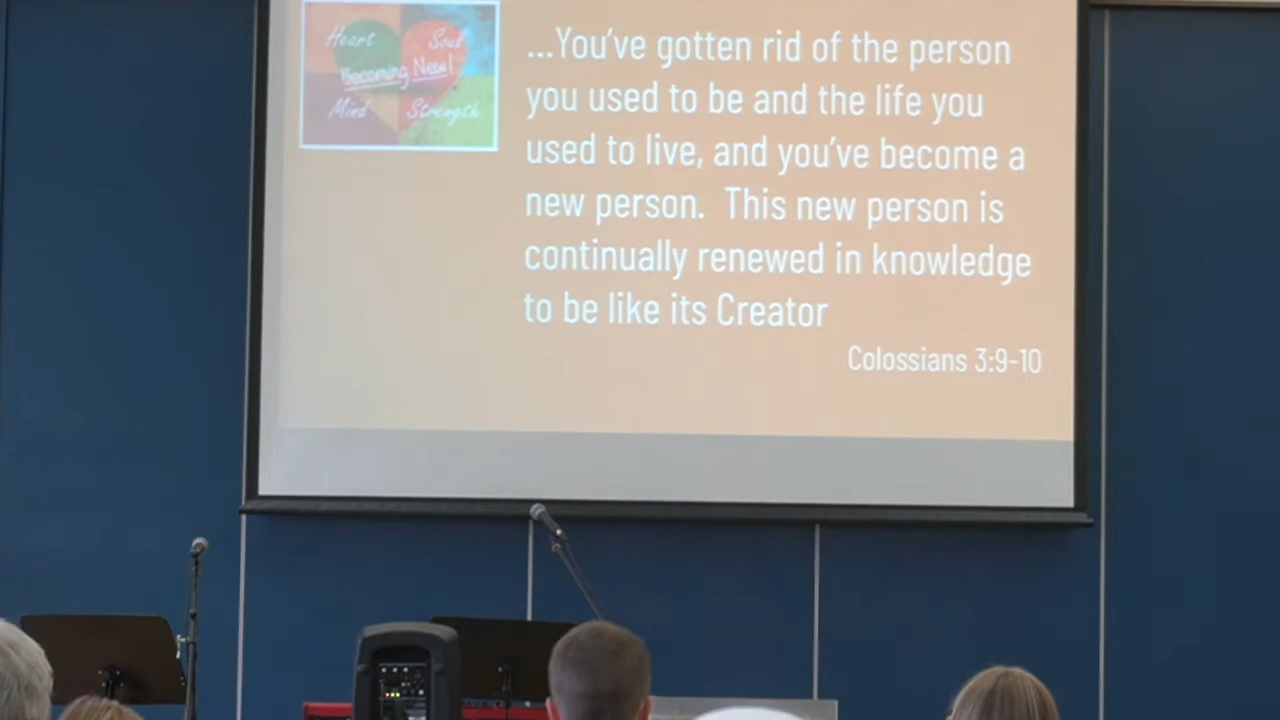 Heart Soul
Becoming New!
Mind Strength
...You've gotten rid of the person
you used to be and the life you
used to live, and you've become a
new person.  This new person is
continually renewed in knowledge
to be like its Creator
Colossians 3:9-10